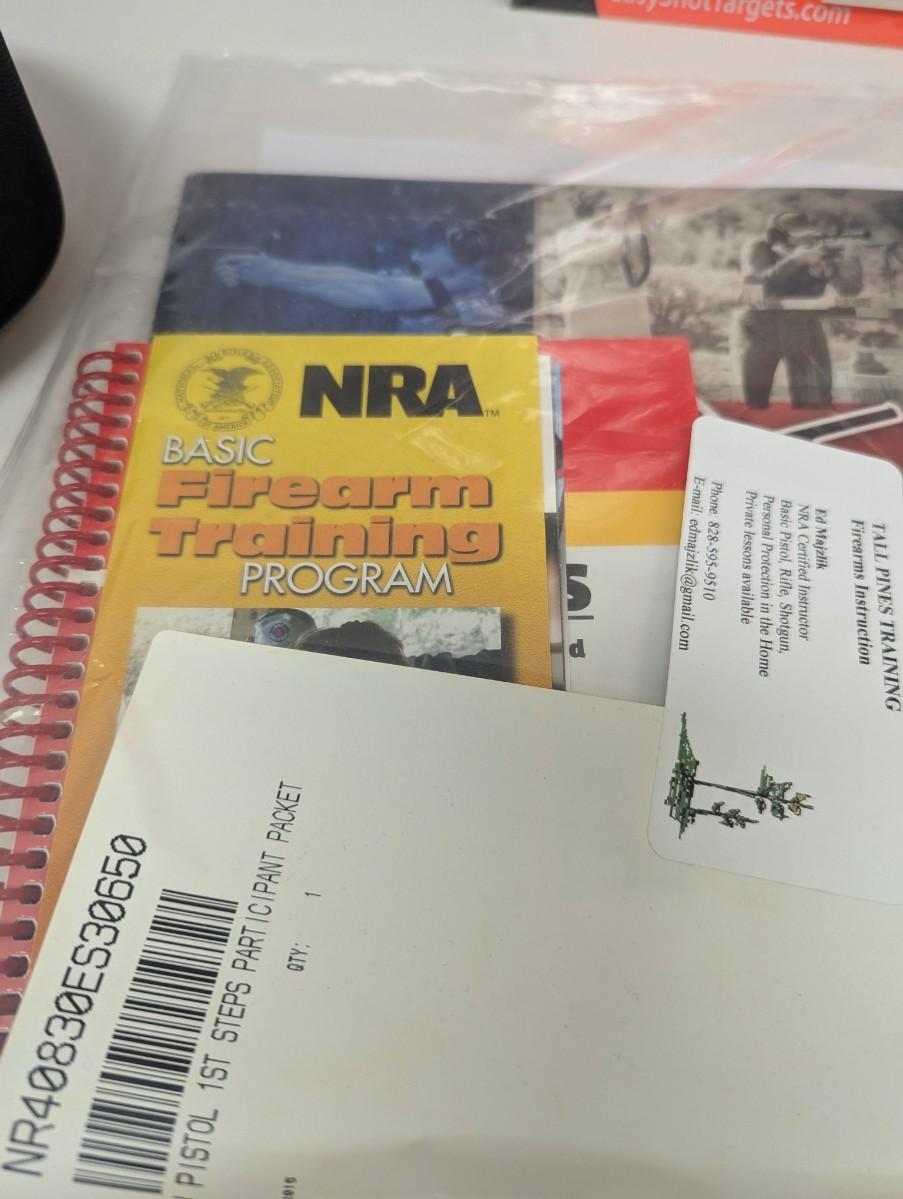 NRA™
BASIC
Firearm
Training
PROGRAM
TALL PINES TRAINING
Firearms Instruction
Ed Majzlik
NRA Certified Instructor
Basic Pistol, Rifle, Shotgun,
Personal Protection in the Home
Private lessons available
Phone: 828-595-9510
E-mail: edmajzlik@gmail.com
NR40830ES30650
PISTOL 1ST STEPS PARTICIPANT PACKET
QTY: 1